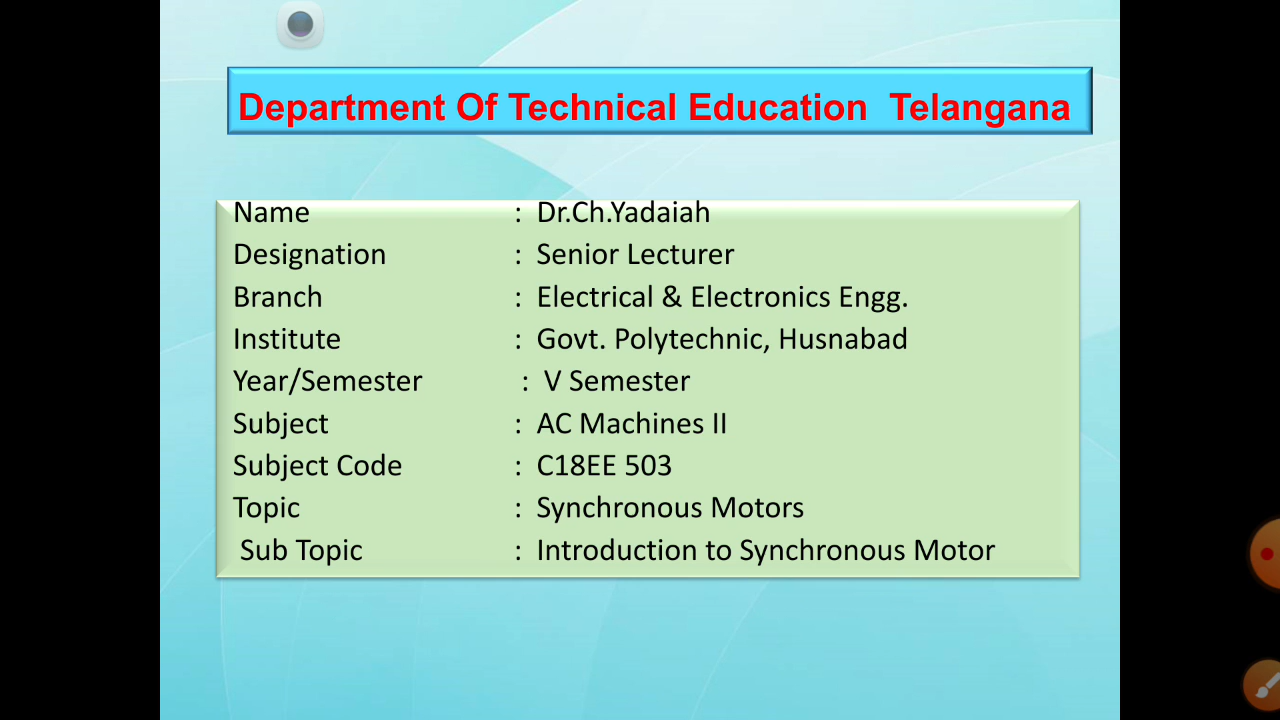 Department Of Technical Education Telangana
Name : Dr.Ch.Yadaiah
Designation : Senior Lecturer
Branch : Electrical & Electronics Engg.
Institute : Govt. Polytechnic, Husnabad
Year/Semester : V Semester
Subject : AC Machines II
Subject Code : C18EE 503
Topic : Synchronous Motors
Sub Topic : Introduction to Synchronous Motor